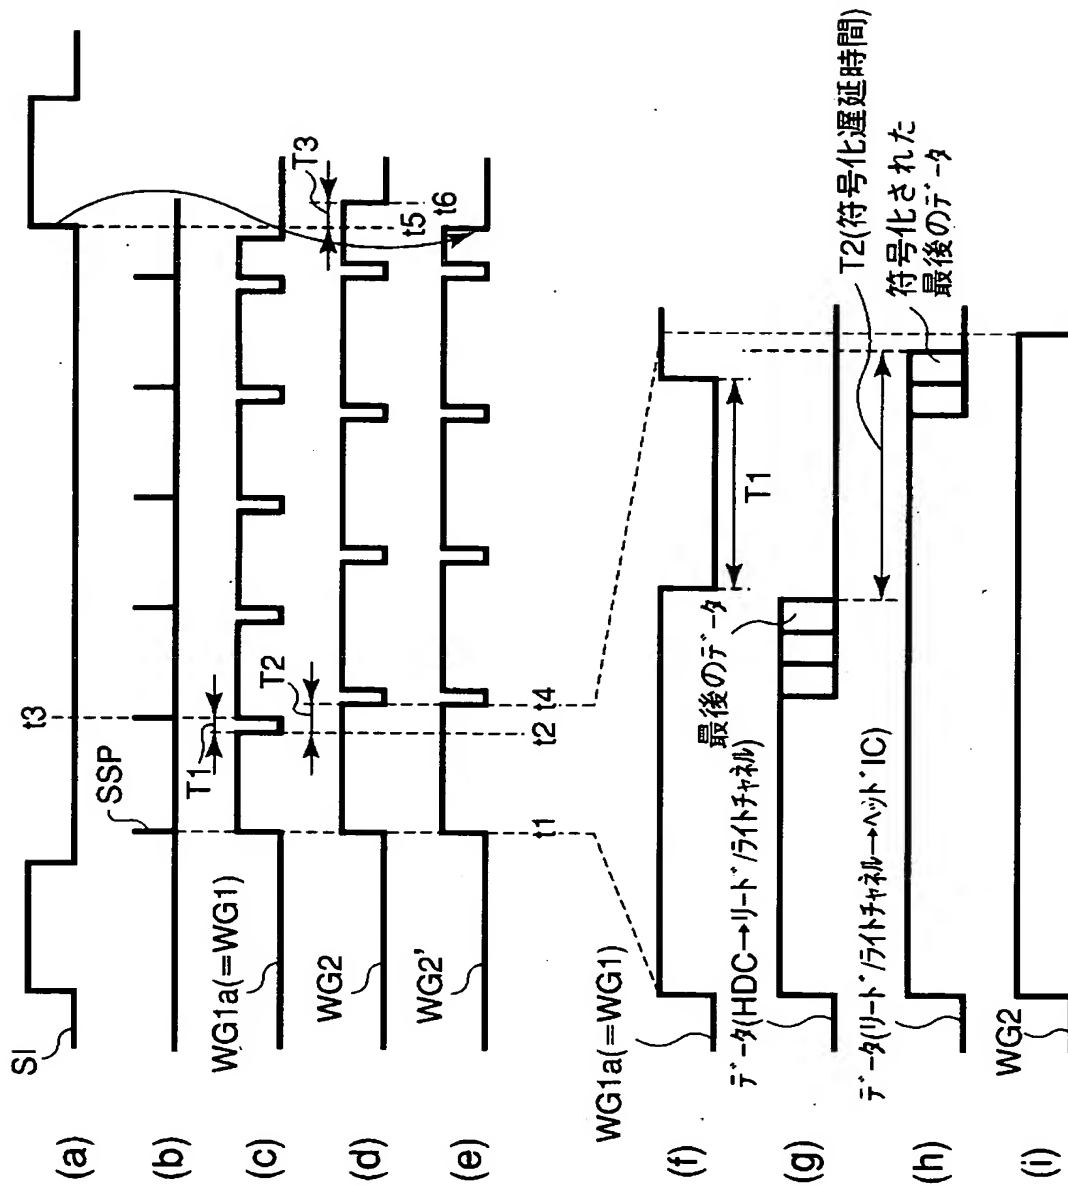 (a)
SI
(b)
SSP
t3
(c)
WG1a(=WG1)
T1
(d)
WG2
T2
T3
t5
t6
(e)
WG2'
t1
t2
t4
(f)
WG1a(=WG1)
T1
(g)
データ(HDC→リード/ライトチャネル)
最後のデータ
(h)
データ(リード/ライトチャネル→ヘッドIC)
T2(符号化遅延時間)
符号化された
最後のデータ
(i)
WG2